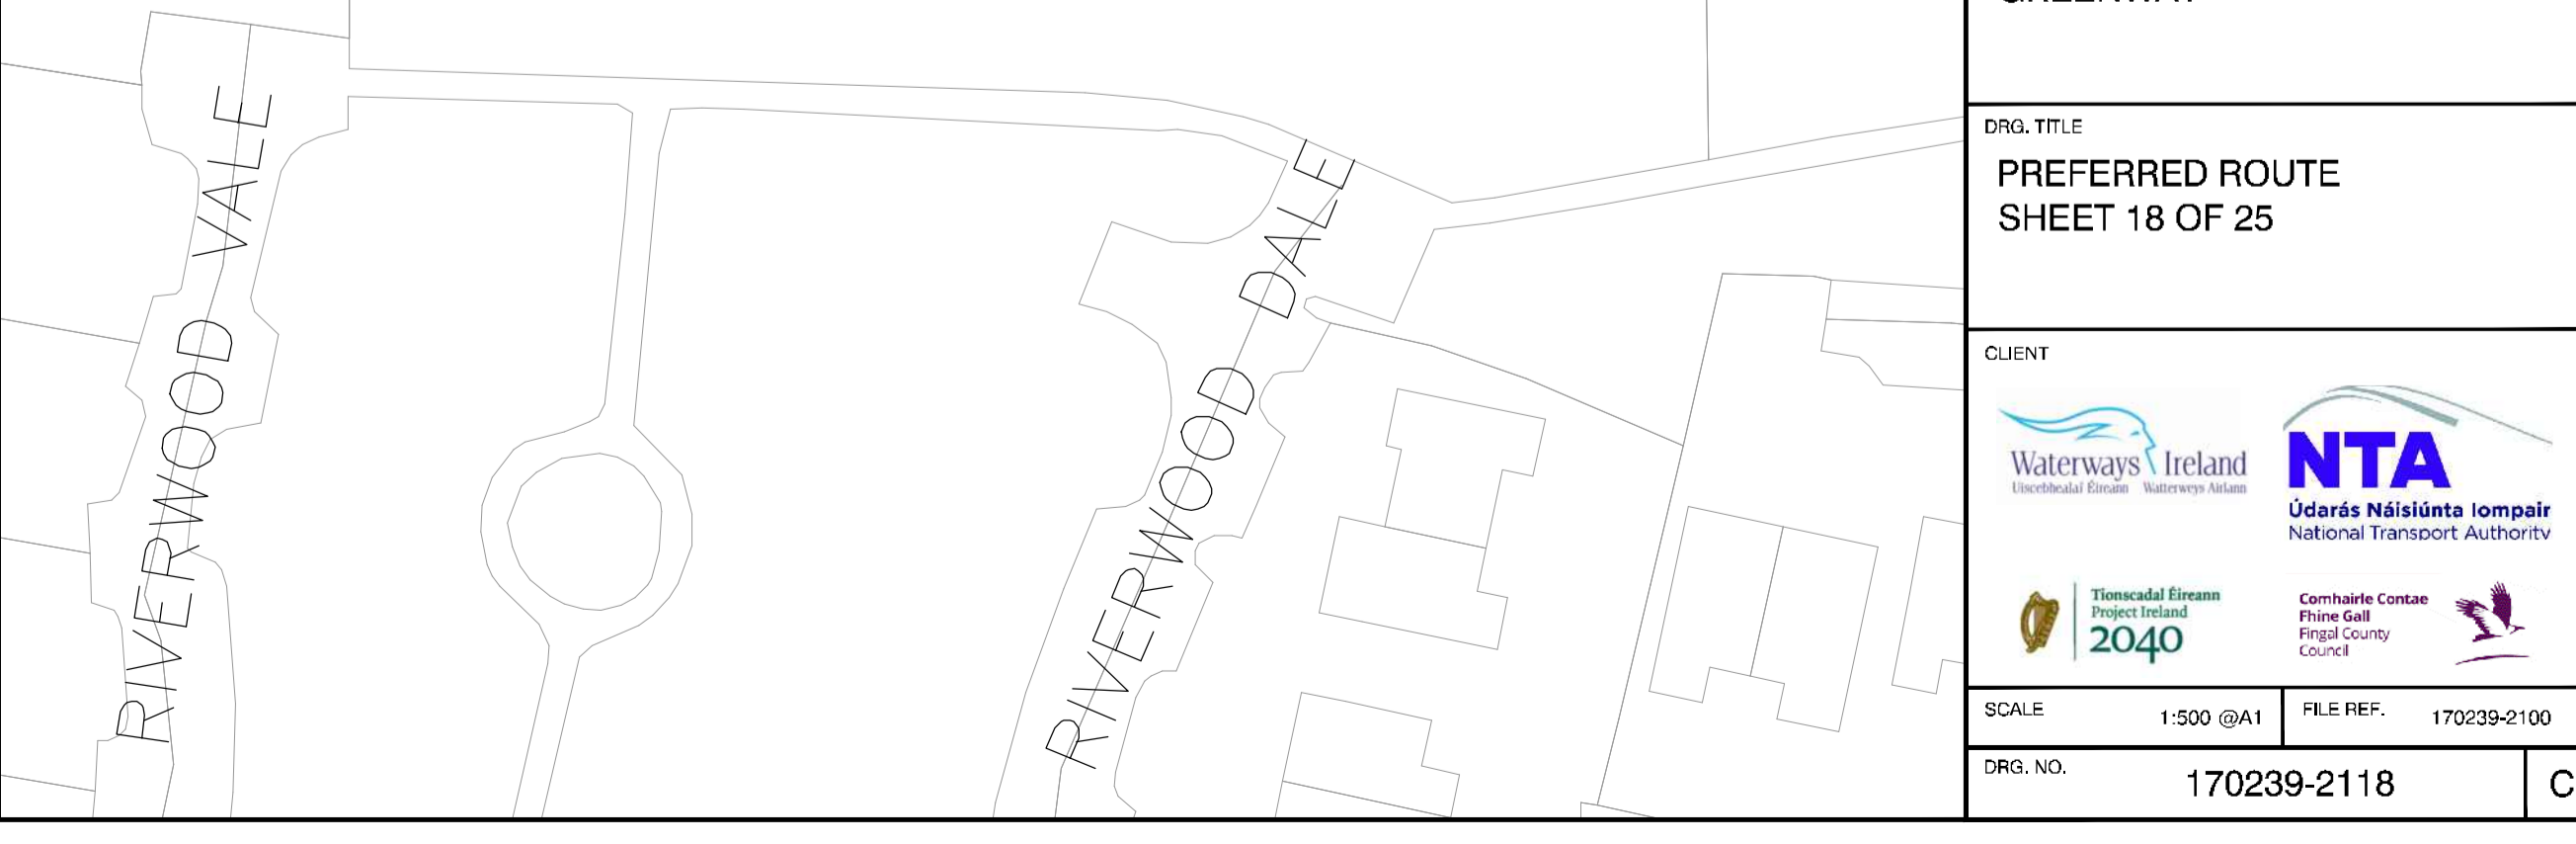 GREENWAY
RIVERWOOD VALE
RIVERWOOD DALE
DRG. TITLE
PREFERRED ROUTE
SHEET 18 OF 25
CLIENT
Waterways Ireland
Uiscebhealaí Éireann Watterweys Airlann
NTA
Údarás Náisiúnta Iompair
National Transport Authority
Tionscadal Éireann
Project Ireland
2040
Comhairle Contae
Fhine Gall
Fingal County
Council
SCALE 1:500 @A1
FILE REF. 170239-2100
DRG. NO. 170239-2118
C